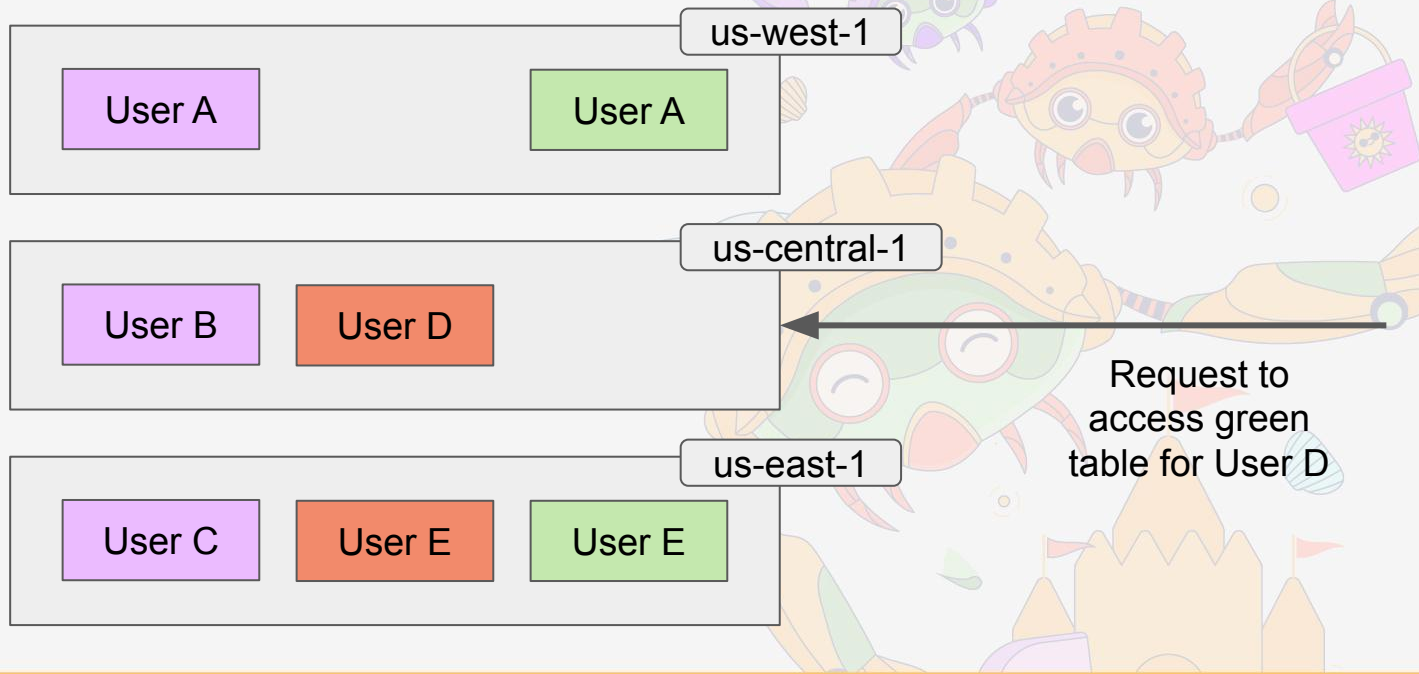 us-west-1
User A
User A
us-central-1
User B
User D
Request to
access green
table for User D
us-east-1
User C
User E
User E